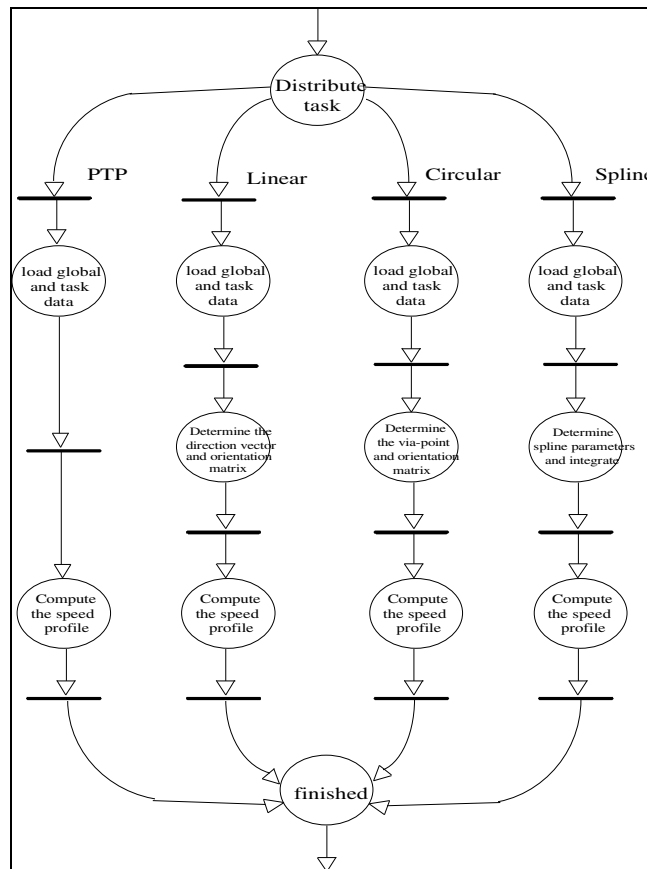 Distribute
task
PTP
Linear
Circular
Spline
load global
and task
data
load global
and task
data
load global
and task
data
load global
and task
data
Determine the
direction vector
and orientation
matrix
Determine
the via-point
and orientation
matrix
Determine
spline parameters
and integrate
Compute
the speed
profile
Compute
the speed
profile
Compute
the speed
profile
Compute
the speed
profile
finished